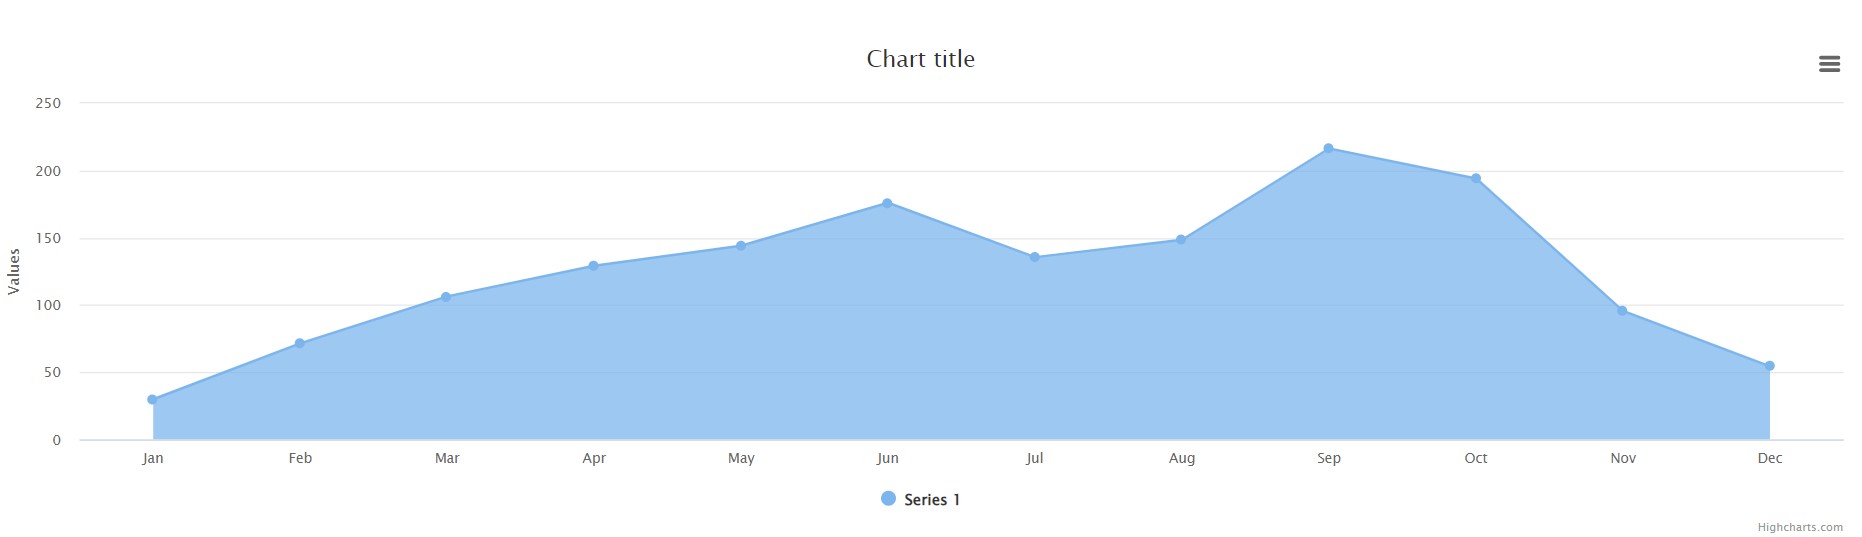 Chart title
250
200
150
100
50
0
Values
Jan Feb Mar Apr May Jun Jul Aug Sep Oct Nov Dec
Series 1
Highcharts.com